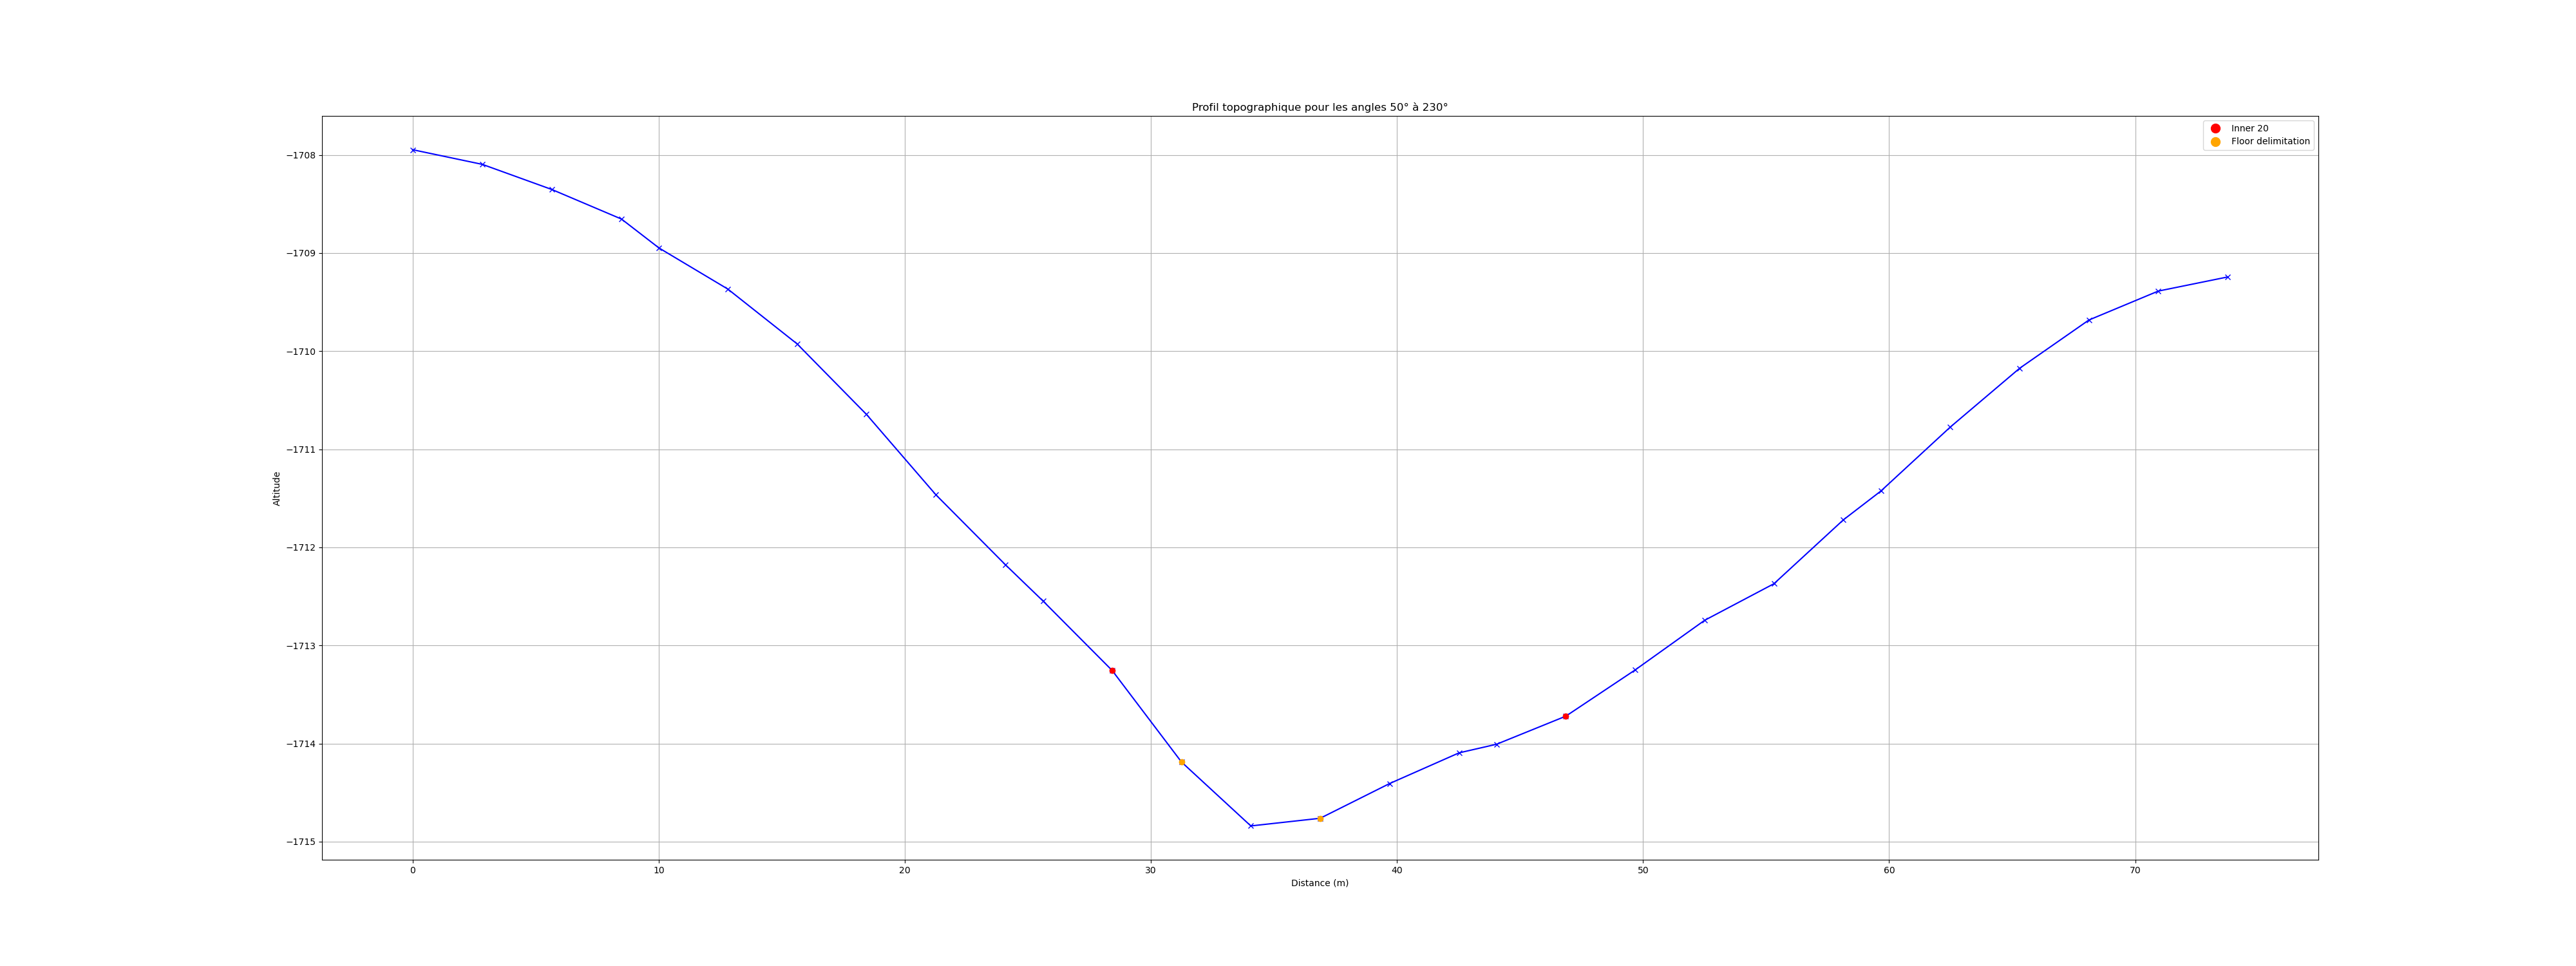 Profil topographique pour les angles 50° à 230°
Inner 20
Floor delimitation
−1708
−1709
−1710
−1711
−1712
−1713
−1714
−1715
Altitude
0 10 20 30 40 50 60 70
Distance (m)